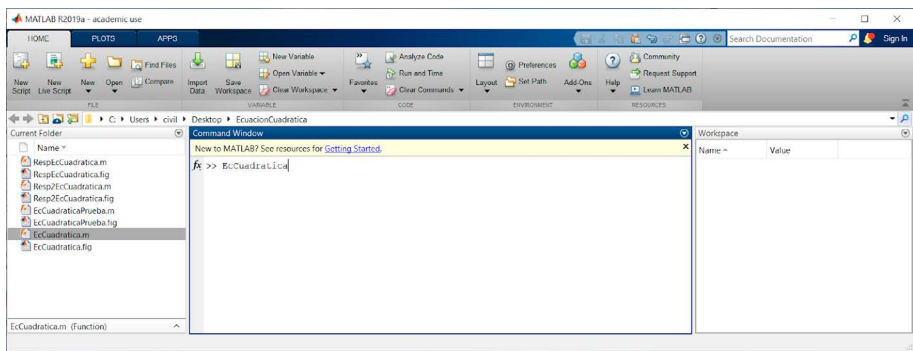 MATLAB R2019a - academic use
HOME PLOTS APPS
Search Documentation
Sign In
New Script
New Live Script
New
Open
Find Files
Compare
Import Data
Save Workspace
New Variable
Open Variable
Clear Workspace
Favorites
Analyze Code
Run and Time
Clear Commands
Layout
Preferences
Set Path
Add-Ons
Help
Community
Request Support
Learn MATLAB
FILE VARIABLE CODE ENVIRONMENT RESOURCES
C: Users civil Desktop EcuacionCuadratica
Current Folder
Name
RespEcCuadratica.m
RespEcCuadratica.fig
Resp2EcCuadratica.m
Resp2EcCuadratica.fig
EcCuadraticaPrueba.m
EcCuadraticaPrueba.fig
EcCuadratica.m
EcCuadratica.fig
EcCuadratica.m (Function)
Command Window
New to MATLAB? See resources for Getting Started.
fx >> EcCuadratica
Workspace
Name Value